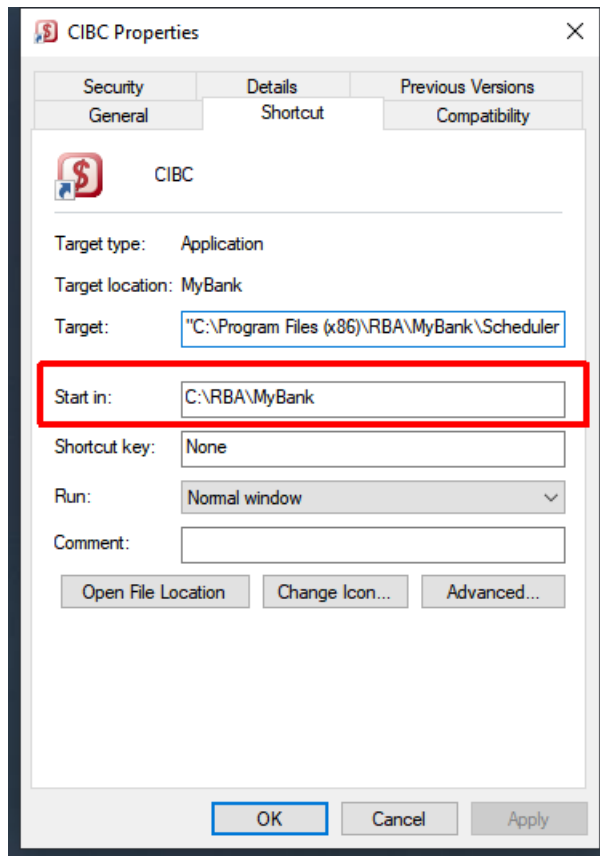 CIBC Properties
Security Details Previous Versions
General Shortcut Compatibility
CIBC
Target type: Application
Target location: MyBank
Target: "C:\Program Files (x86)\RBA\MyBank\Scheduler
Start in: C:\RBA\MyBank
Shortcut key: None
Run: Normal window
Comment:
Open File Location Change Icon... Advanced...
OK Cancel Apply